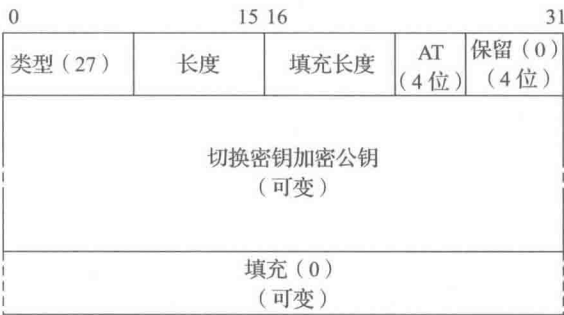 0 15 16 31
类型（27） 长度 填充长度 AT 保留（0）
（4位） （4位）
切换密钥加密公钥
（可变）
填充（0）
（可变）